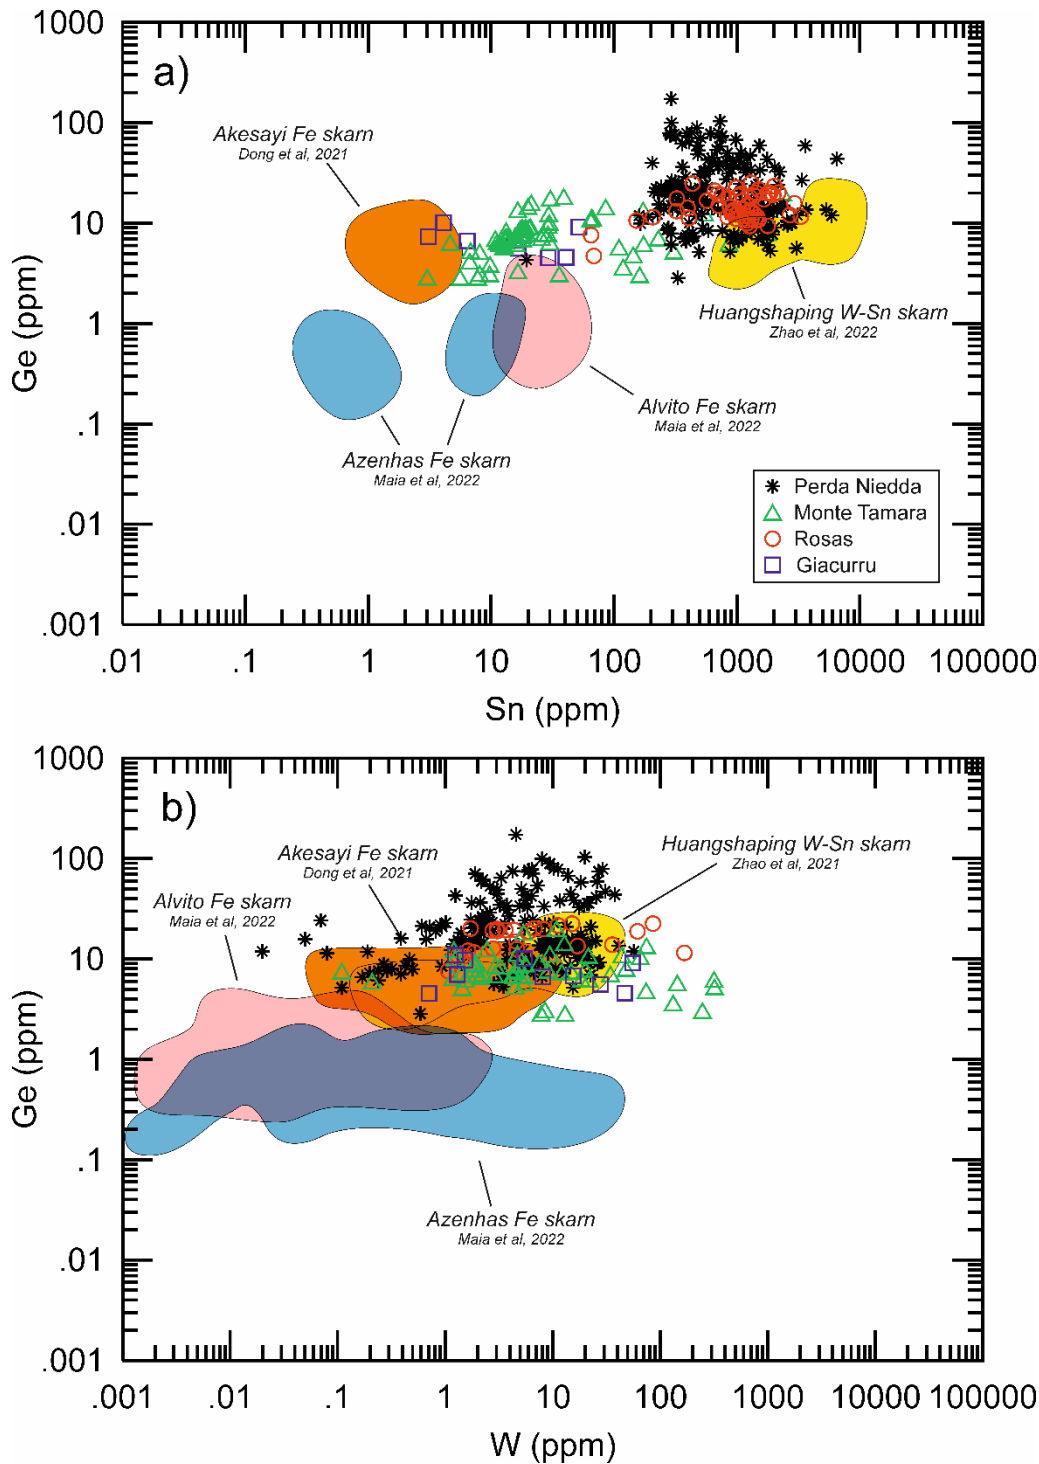 a)
1000
100
10
1
.1
.01
.001
Ge (ppm)
Akesayi Fe skarn
Dong et al, 2021
Huangshaping W-Sn skarn
Zhao et al, 2022
Alvito Fe skarn
Maia et al, 2022
Azenhas Fe skarn
Maia et al, 2022
Perda Niedda
Monte Tamara
Rosas
Giacurru
.01 .1 1 10 100 1000 10000 100000
Sn (ppm)
b)
1000
100
10
1
.1
.01
.001
Ge (ppm)
Huangshaping W-Sn skarn
Zhao et al, 2021
Akesayi Fe skarn
Dong et al, 2021
Alvito Fe skarn
Maia et al, 2022
Azenhas Fe skarn
Maia et al, 2022
.001 .01 .1 1 10 100 1000 10000 100000
W (ppm)